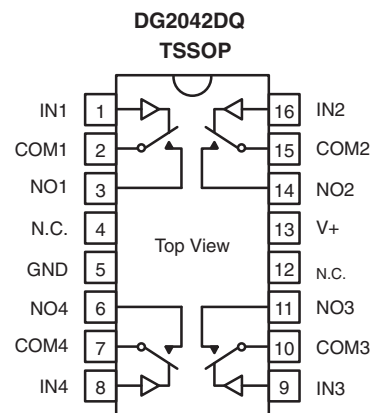 DG2042DQ
TSSOP
IN1 1 16 IN2
COM1 2 15 COM2
NO1 3 14 NO2
N.C. 4 13 V+
Top View
GND 5 12 N.C.
NO4 6 11 NO3
COM4 7 10 COM3
IN4 8 9 IN3